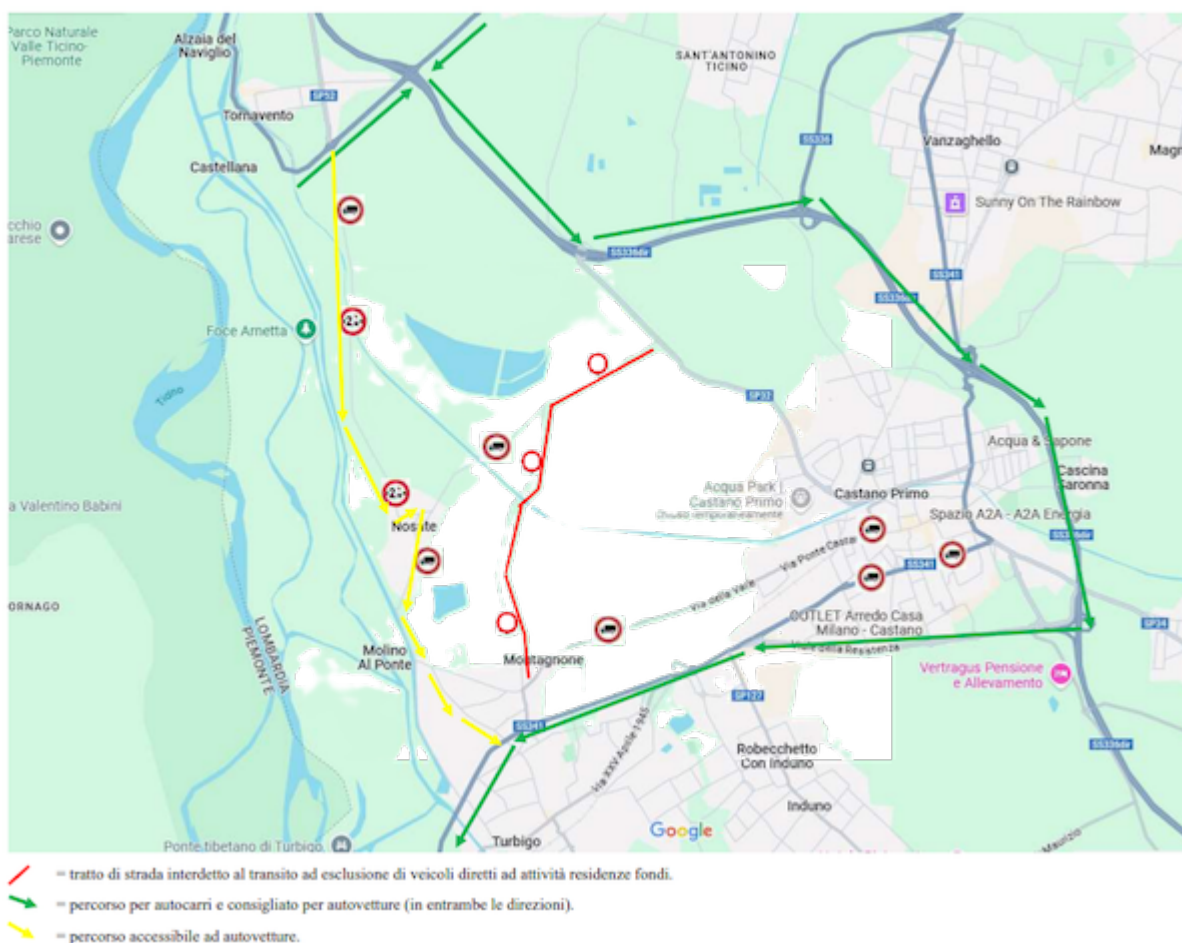 Parco Naturale
Valle Ticino-
Piemonte
Alzaia del
Naviglio
SANT'ANTONINO
TICINO
SP52
Tornavento
Castellana
SS336
Vanzaghello
Magn
Sunny On The Rainbow
cchio
arese
SS336dir
SS341
Foce Arnetta
Ticino
SP32
Acqua & Sapone
Cascina
Saronna
Acqua Park |
Castano Primo
Chiuso temporaneamente
Castano Primo
Spazio A2A - A2A Energia
a Valentino Babini
Nosate
Via Ponte Castano
SS336dir
SS341
ORNAGO
LOMBARDIA
PIEMONTE
Via della Valle
OUTLET Arredo Casa
Milano - Castano
Viale della Resistenza
SP34
Molino
Al Ponte
Montagnone
Vertragus Pensione
e Allevamento
SP127
SS341
Via XXV Aprile 1945
Robecchetto
Con Induno
SS336dir
Induno
Google
Turbigo
Ponte tibetano di Turbigo
Maurizio
= tratto di strada interdetto al transito ad esclusione di veicoli diretti ad attività residenze fondi.
= percorso per autocarri e consigliato per autovetture (in entrambe le direzioni).
= percorso accessibile ad autovetture.